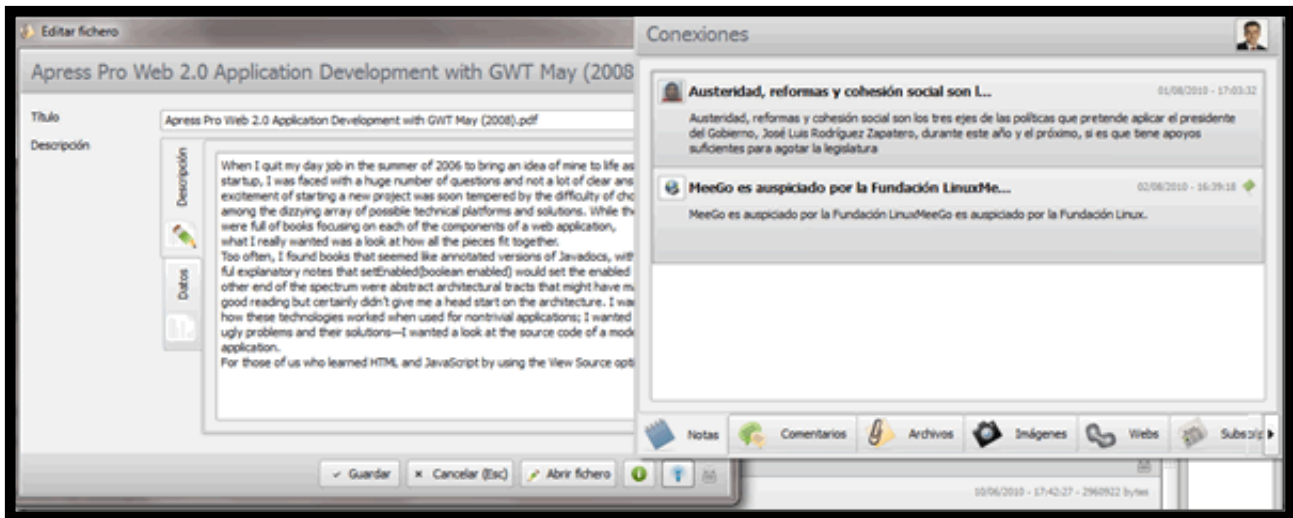 Editar fichero
Apress Pro Web 2.0 Application Development with GWT May (2008
Título
Apress Pro Web 2.0 Application Development with GWT May (2008).pdf
Descripción
Descripción
Datos
When I quit my day job in the summer of 2006 to bring an idea of mine to life as
startup, I was faced with a huge number of questions and not a lot of clear ans
excitement of starting a new project was soon tempered by the difficulty of cho
among the dizzying array of possible technical platforms and solutions. While the
were full of books focusing on each of the components of a web application,
what I really wanted was a look at how all the pieces fit together.
Too often, I found books that seemed like annotated versions of Javadocs, with
ful explanatory notes that setEnabled(boolean enabled) would set the enabled
other end of the spectrum were abstract architectural tracts that might have ma
good reading but certainly didn't give me a head start on the architecture. I wan
how these technologies worked when used for nontrivial applications; I wanted
ugly problems and their solutions—I wanted a look at the source code of a mode
application.
For those of us who learned HTML and JavaScript by using the View Source opti
Guardar
Cancelar (Esc)
Abrir fichero
Conexiones
Austeridad, reformas y cohesión social son l...
01/08/2010 - 17:03:32
Austeridad, reformas y cohesión social son los tres ejes de las políticas que pretende aplicar el presidente
del Gobierno, José Luis Rodríguez Zapatero, durante este año y el próximo, si es que tiene apoyos
suficientes para agotar la legislatura
MeeGo es auspiciado por la Fundación LinuxMe...
02/08/2010 - 16:39:18
MeeGo es auspiciado por la Fundación LinuxMeeGo es auspiciado por la Fundación Linux.
Notas
Comentarios
Archivos
Imágenes
Webs
Subscrip
10/06/2010 - 17:42:27 - 2960922 bytes